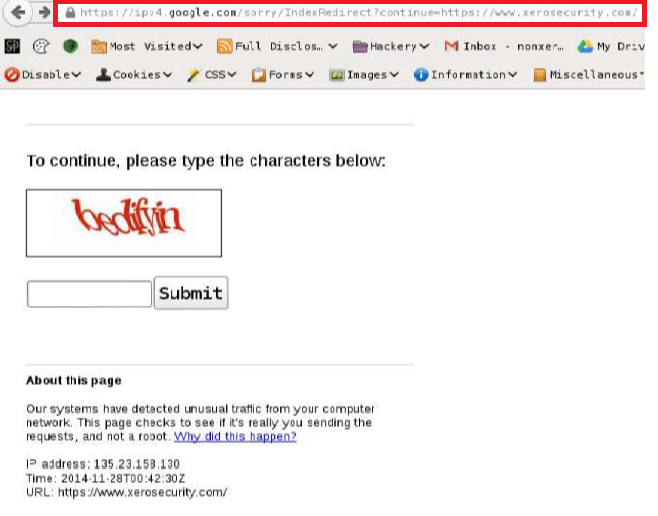 https://ipv4.google.com/sorry/IndexRedirect?continue=https://www.xerosecurity.com/
SP Most Visited Full Disclos… Hackery Inbox - nonxer… My Driv
Disable Cookies CSS Forms Images Information Miscellaneous
To continue, please type the characters below:
bedifyin
Submit
About this page
Our systems have detected unusual traffic from your computer
network. This page checks to see if it's really you sending the
requests, and not a robot. Why did this happen?
IP address: 135.23.158.130
Time: 2014-11-28T00:42:30Z
URL: https://www.xerosecurity.com/